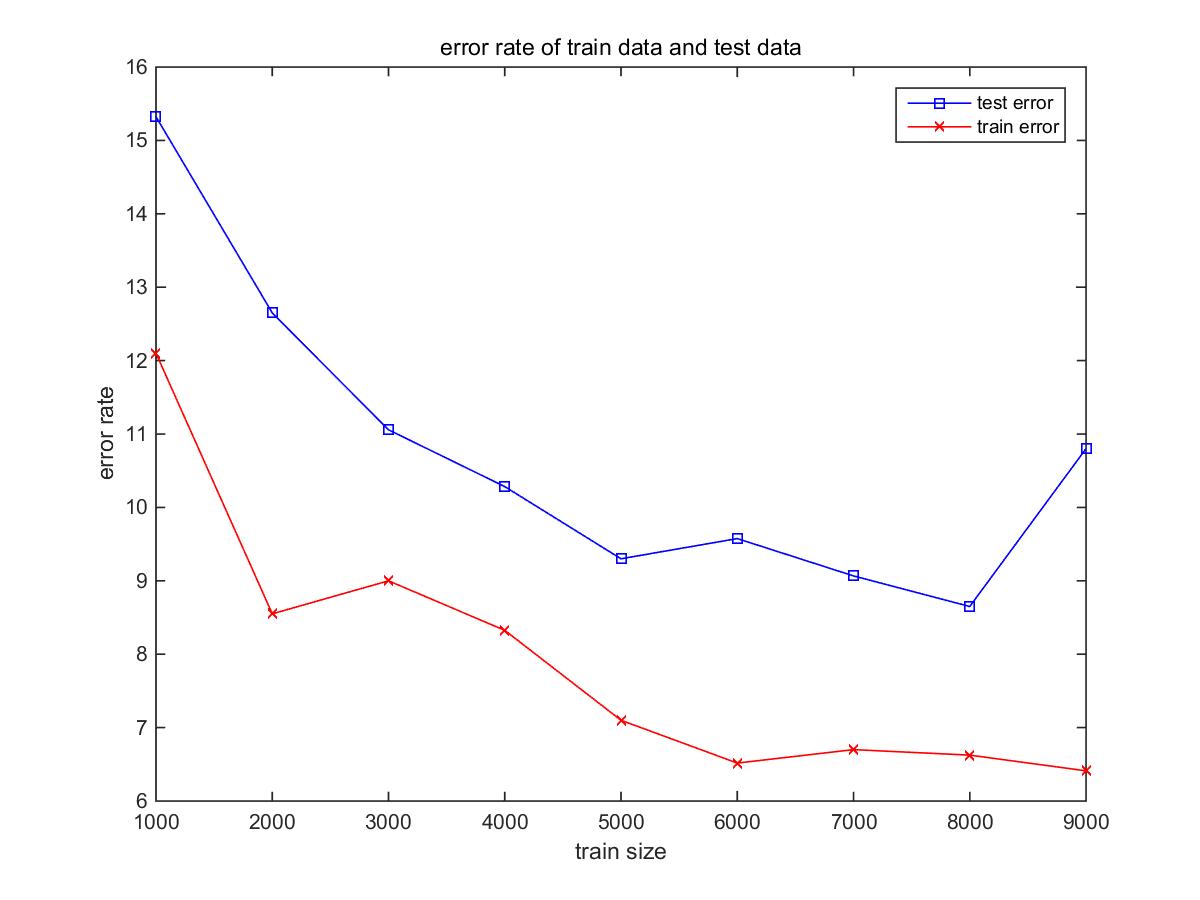 error rate of train data and test data
16
15
14
13
12
11
10
9
8
7
6
error rate
test error
train error
1000 2000 3000 4000 5000 6000 7000 8000 9000
train size